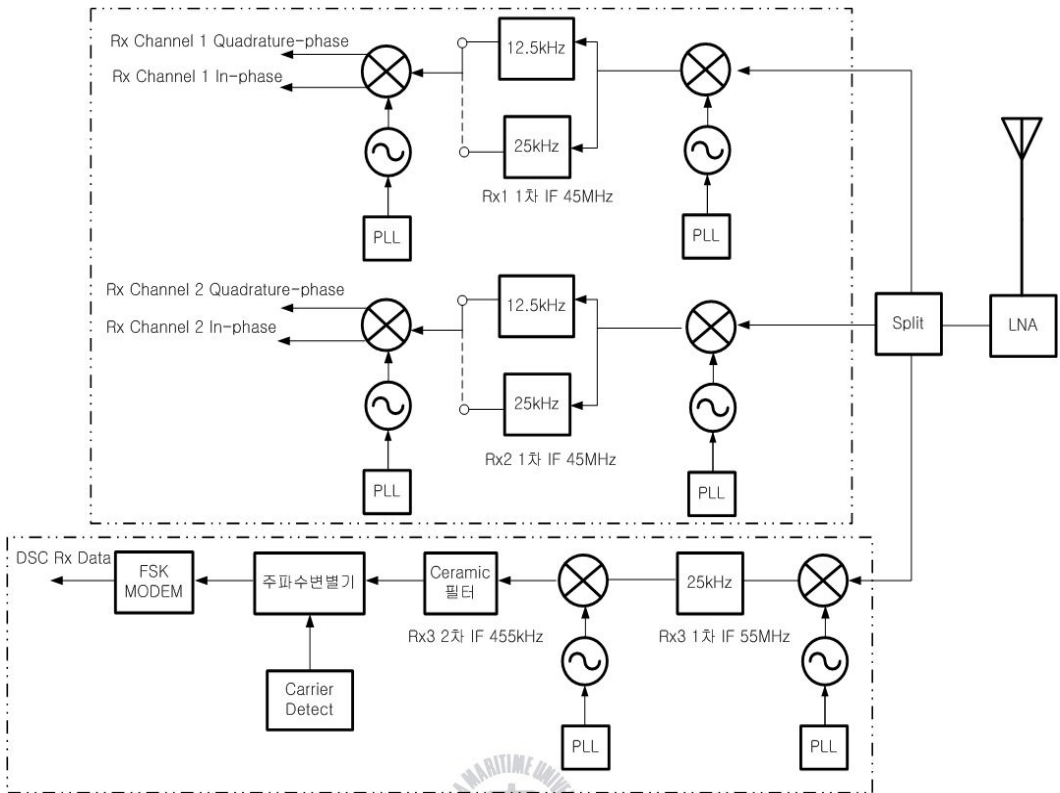 Rx Channel 1 Quadrature-phase
Rx Channel 1 In-phase
12.5kHz
25kHz
Rx1 1차 IF 45MHz
PLL
PLL
Rx Channel 2 Quadrature-phase
Rx Channel 2 In-phase
12.5kHz
25kHz
Rx2 1차 IF 45MHz
PLL
PLL
Split
LNA
DSC Rx Data
FSK
MODEM
주파수변별기
Ceramic
필터
25kHz
Rx3 2차 IF 455kHz
Rx3 1차 IF 55MHz
Carrier
Detect
PLL
PLL
MARITIME